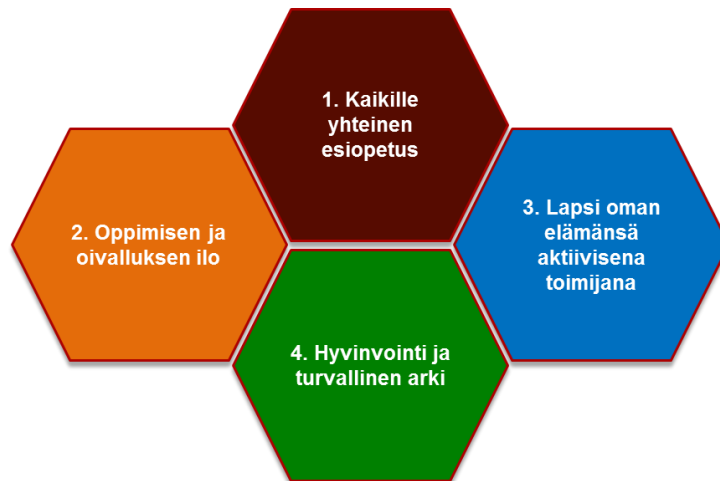 1. Kaikille
yhteinen
esiopetus
2. Oppimisen ja
oivalluksen ilo
3. Lapsi oman
elämänsä
aktiivisena
toimijana
4. Hyvinvointi ja
turvallinen arki